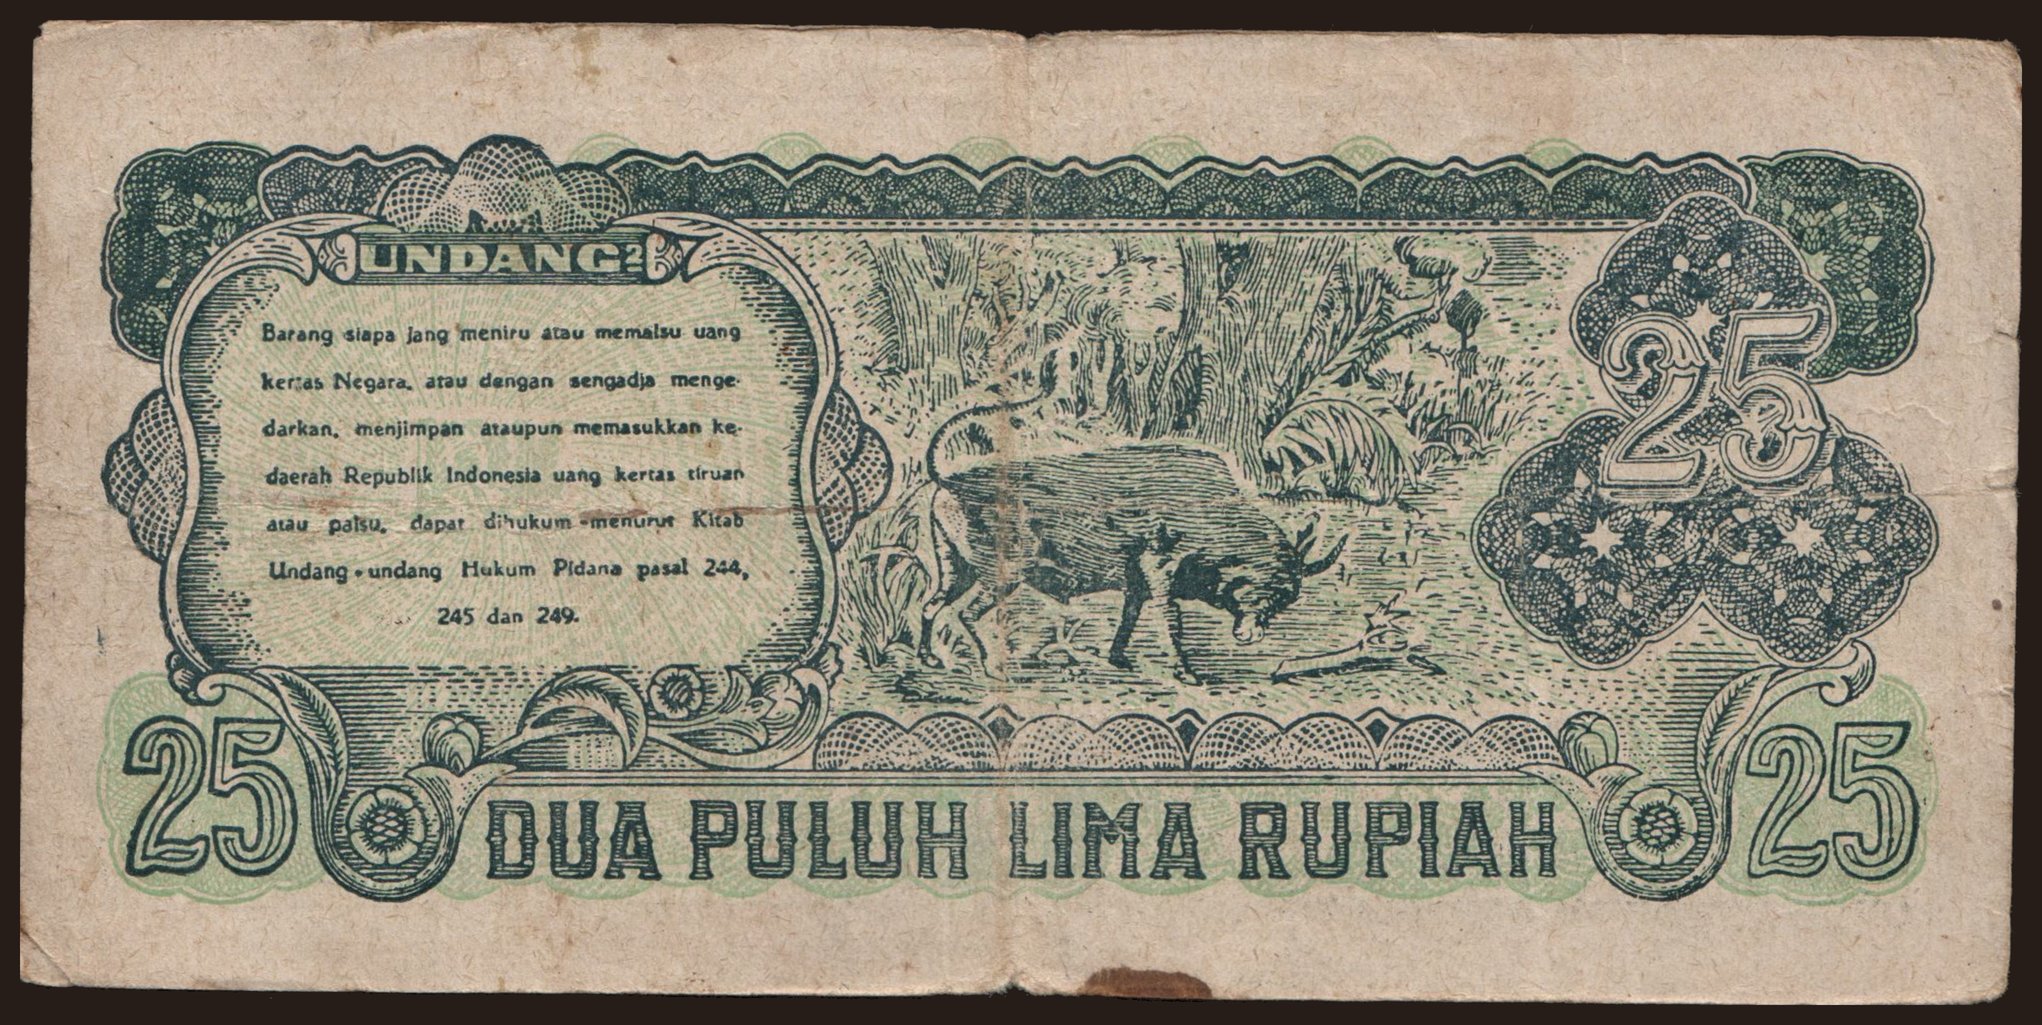 UNDANG²
Barang siapa jang meniru atau memalsu uang
kertas Negara, atau dengan sengadja menge-
darkan, menjimpan ataupun memasukkan ke-
daerah Republik Indonesia uang kertas tiruan
atau palsu, dapat dihukum menurut Kitab
Undang-undang Hukum Pidana pasal 244,
245 dan 249.
25
25
DUA PULUH LIMA RUPIAH
25